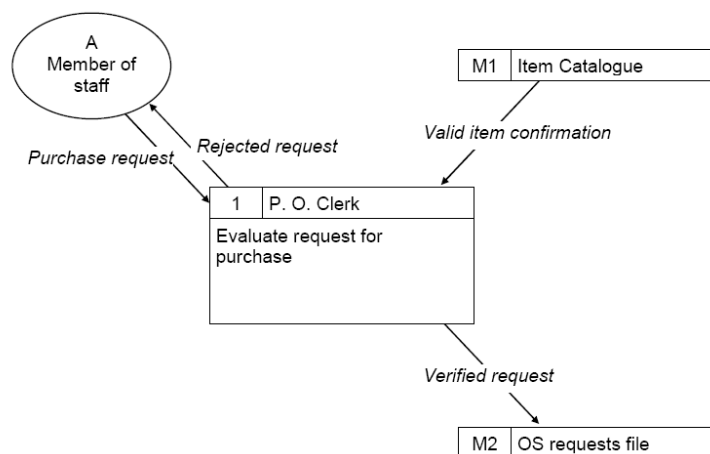 A
Member of
staff
M1 Item Catalogue
Rejected request
Valid item confirmation
Purchase request
1 P. O. Clerk
Evaluate request for
purchase
Verified request
M2 OS requests file